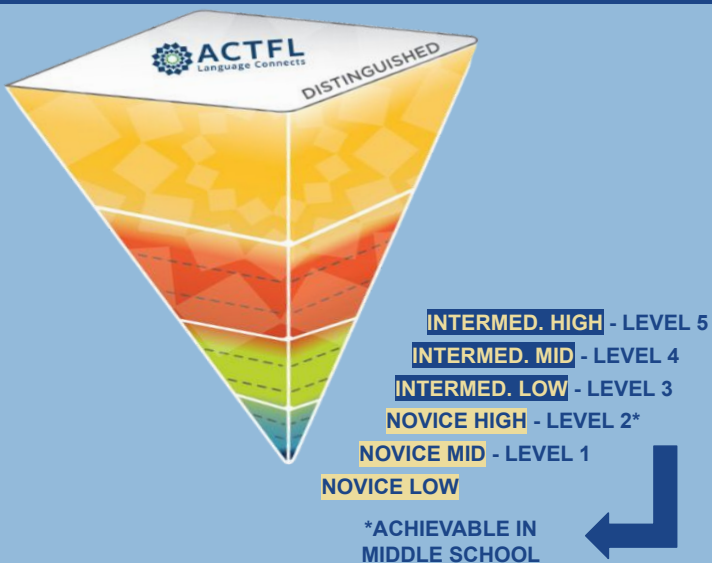 ACTFL
Language Connects
DISTINGUISHED
INTERMED. HIGH - LEVEL 5
INTERMED. MID - LEVEL 4
INTERMED. LOW - LEVEL 3
NOVICE HIGH - LEVEL 2*
NOVICE MID - LEVEL 1
NOVICE LOW
*ACHIEVABLE IN
MIDDLE SCHOOL